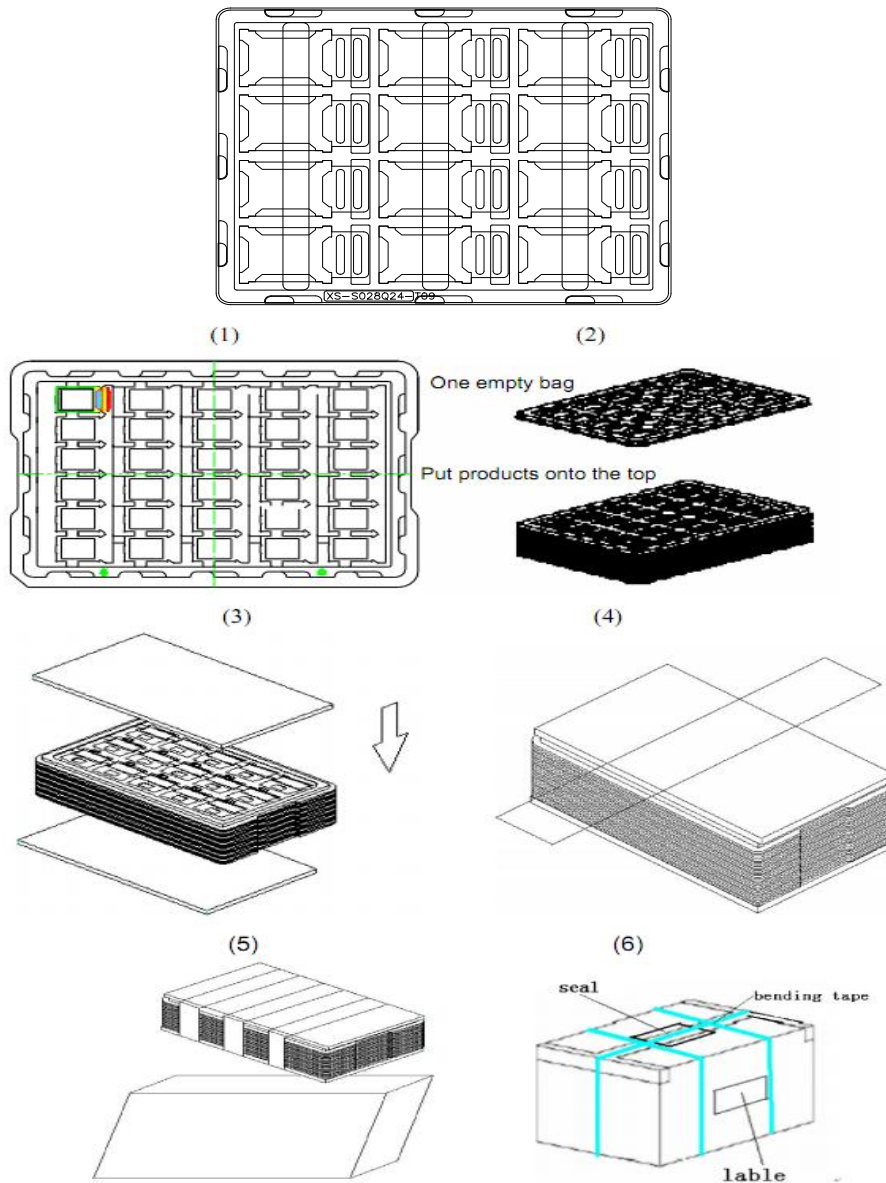 XS-S028Q24-T09
(1) (2)
One empty bag
Put products onto the top
(3) (4)
(5) (6)
seal
bending tape
lable